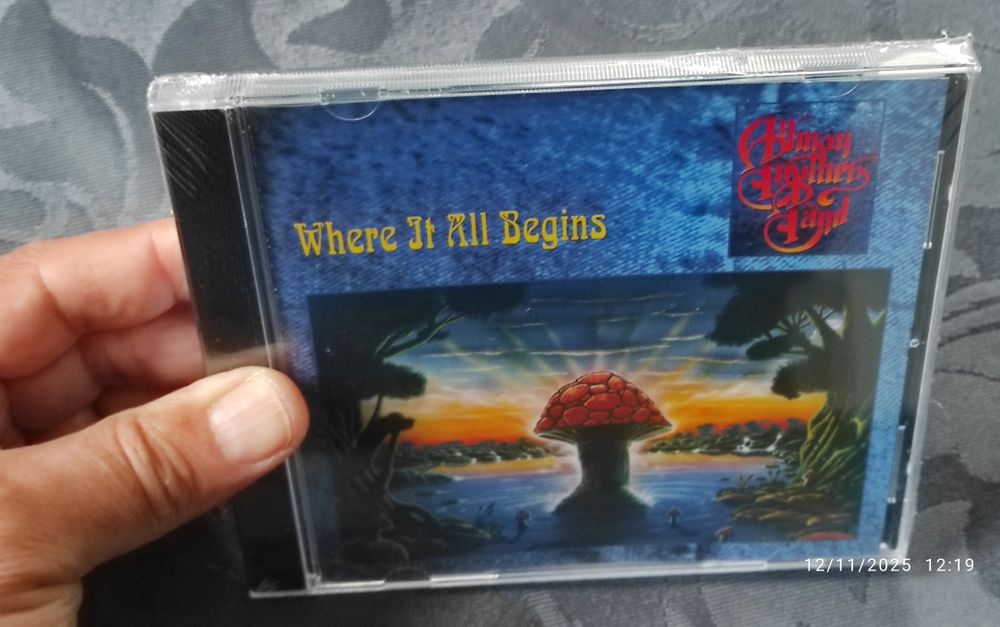 Allman
Brothers
Band
Where It All Begins
12/11/2025 12:19